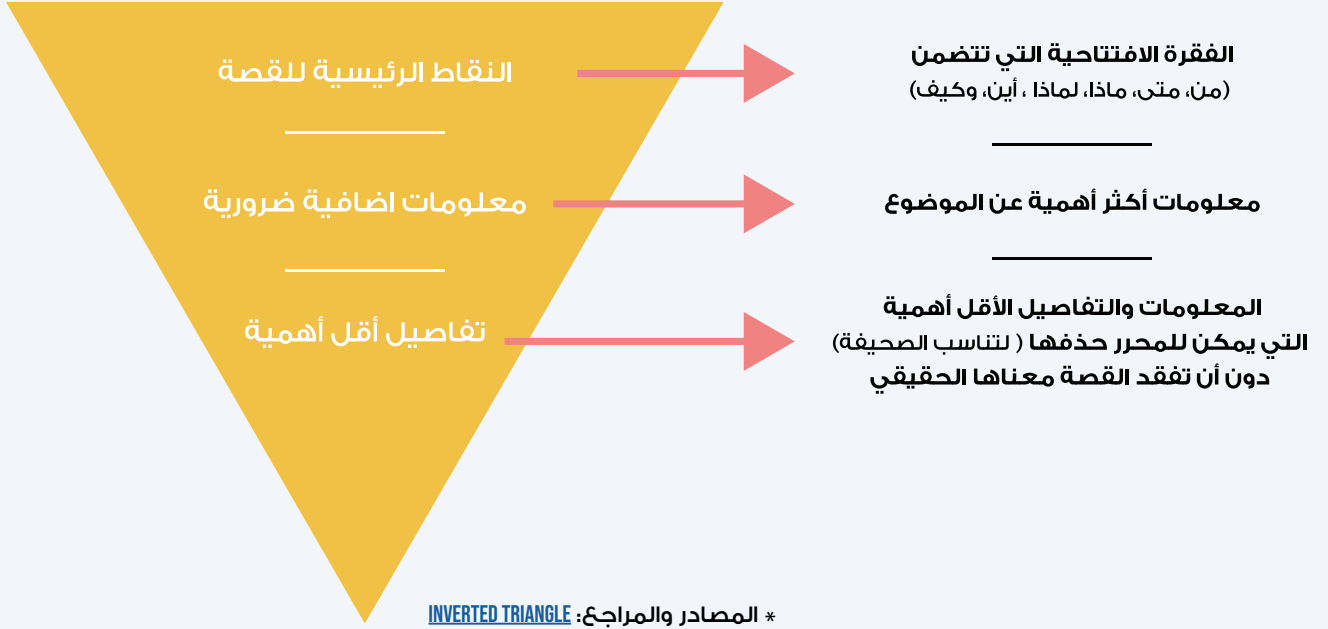 الفقرة الافتتاحية التي تتضمن
(من، متى، ماذا، لماذا ، أين، وكيف)
النقاط الرئيسية للقصة
معلومات أكثر أهمية عن الموضوع
معلومات اضافية ضرورية
المعلومات والتفاصيل الأقل أهمية
التي يمكن للمحرر حذفها ( لتناسب الصحيفة)
دون أن تفقد القصة معناها الحقيقي
تفاصيل أقل أهمية
* المصادر والمراجع: INVERTED TRIANGLE